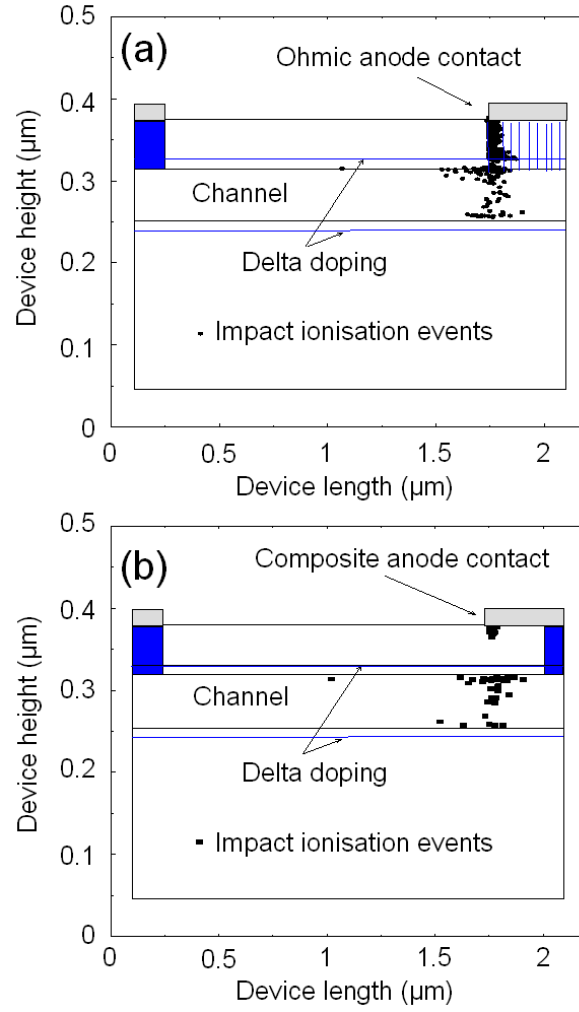 0.5
(a)
Ohmic anode contact
0.4
0.3
Channel
0.2
Delta doping
0.1
Impact ionisation events
0
0 0.5 1 1.5 2
Device length (µm)
Device height (µm)
0.5
(b)
Composite anode contact
0.4
0.3
Channel
0.2
Delta doping
0.1
Impact ionisation events
0
0 0.5 1 1.5 2
Device length (µm)
Device height (µm)